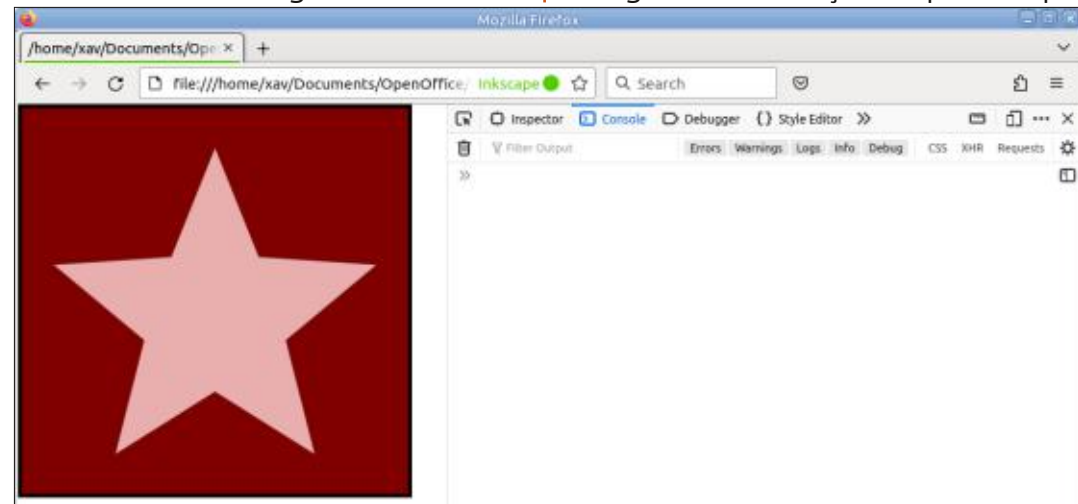 Mozilla Firefox
/home/xav/Documents/Ope × +
file:///home/xav/Documents/OpenOffice/ Inkscape Search
Inspector Console Debugger {} Style Editor
Filter Output Errors Warnings Logs Info Debug CSS XHR Requests